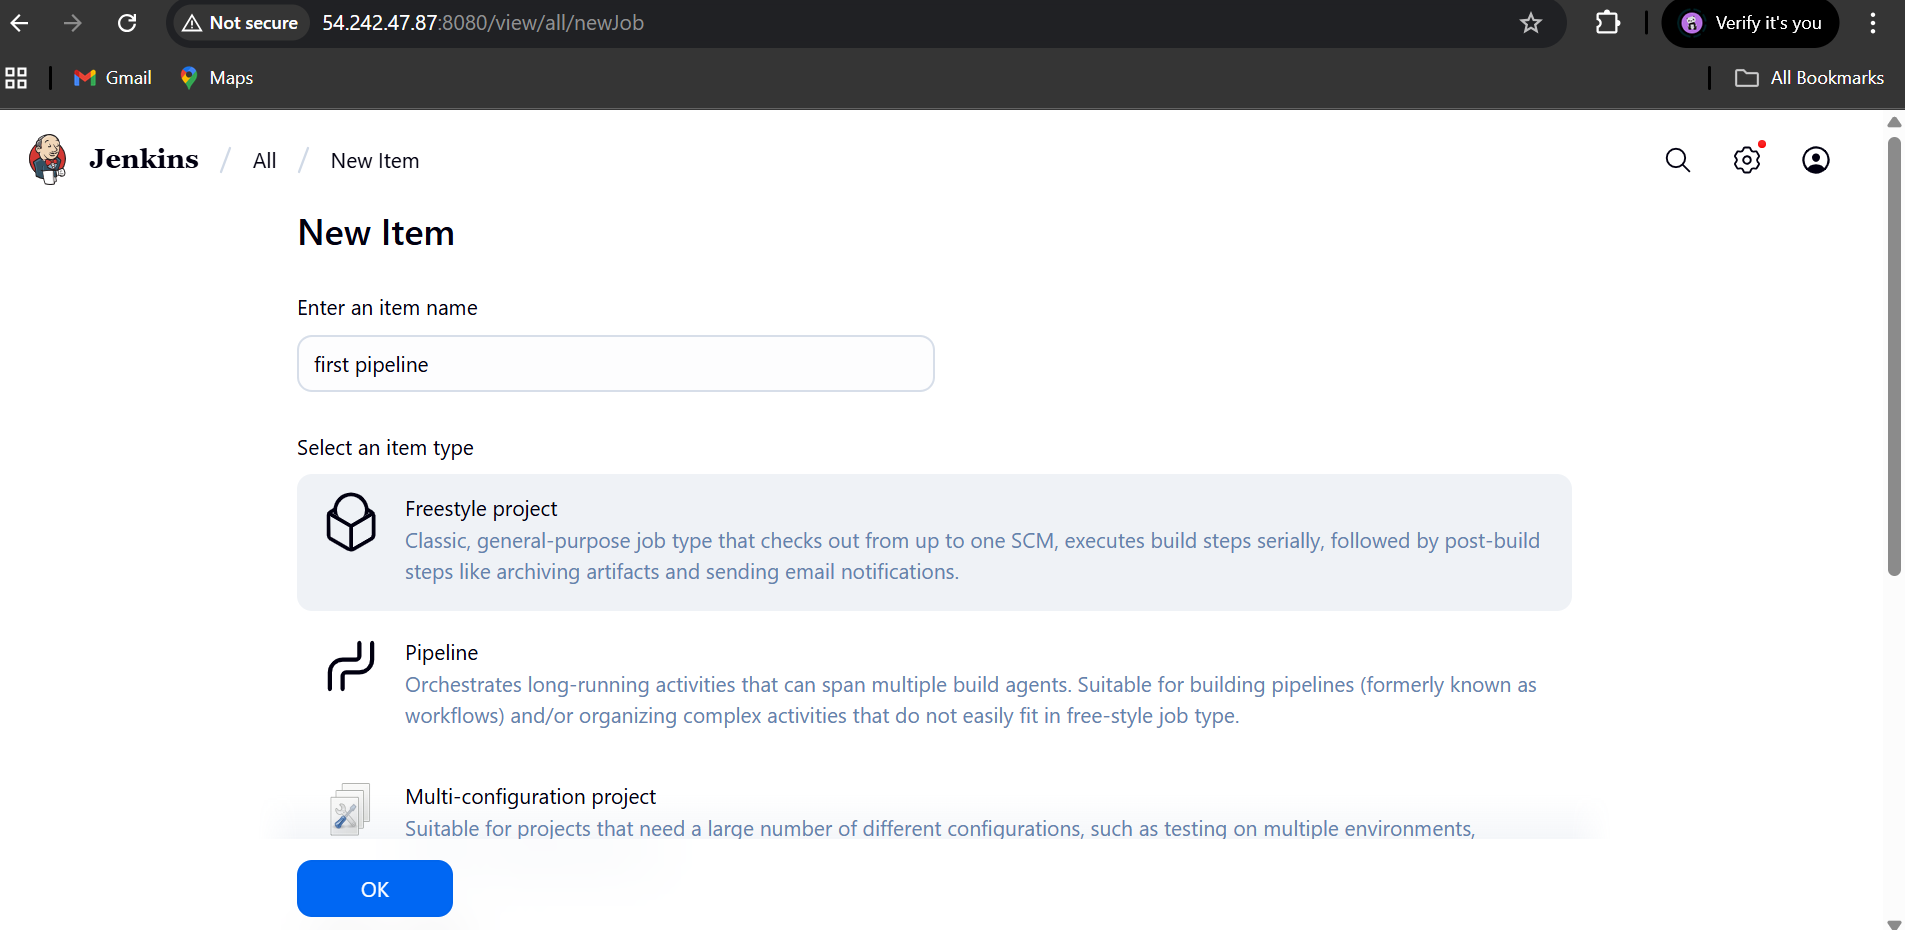 Not secure 54.242.47.87:8080/view/all/newJob Verify it's you
Gmail Maps All Bookmarks
Jenkins / All / New Item
New Item
Enter an item name
first pipeline
Select an item type
Freestyle project
Classic, general-purpose job type that checks out from up to one SCM, executes build steps serially, followed by post-build
steps like archiving artifacts and sending email notifications.
Pipeline
Orchestrates long-running activities that can span multiple build agents. Suitable for building pipelines (formerly known as
workflows) and/or organizing complex activities that do not easily fit in free-style job type.
Multi-configuration project
Suitable for projects that need a large number of different configurations, such as testing on multiple environments,
OK